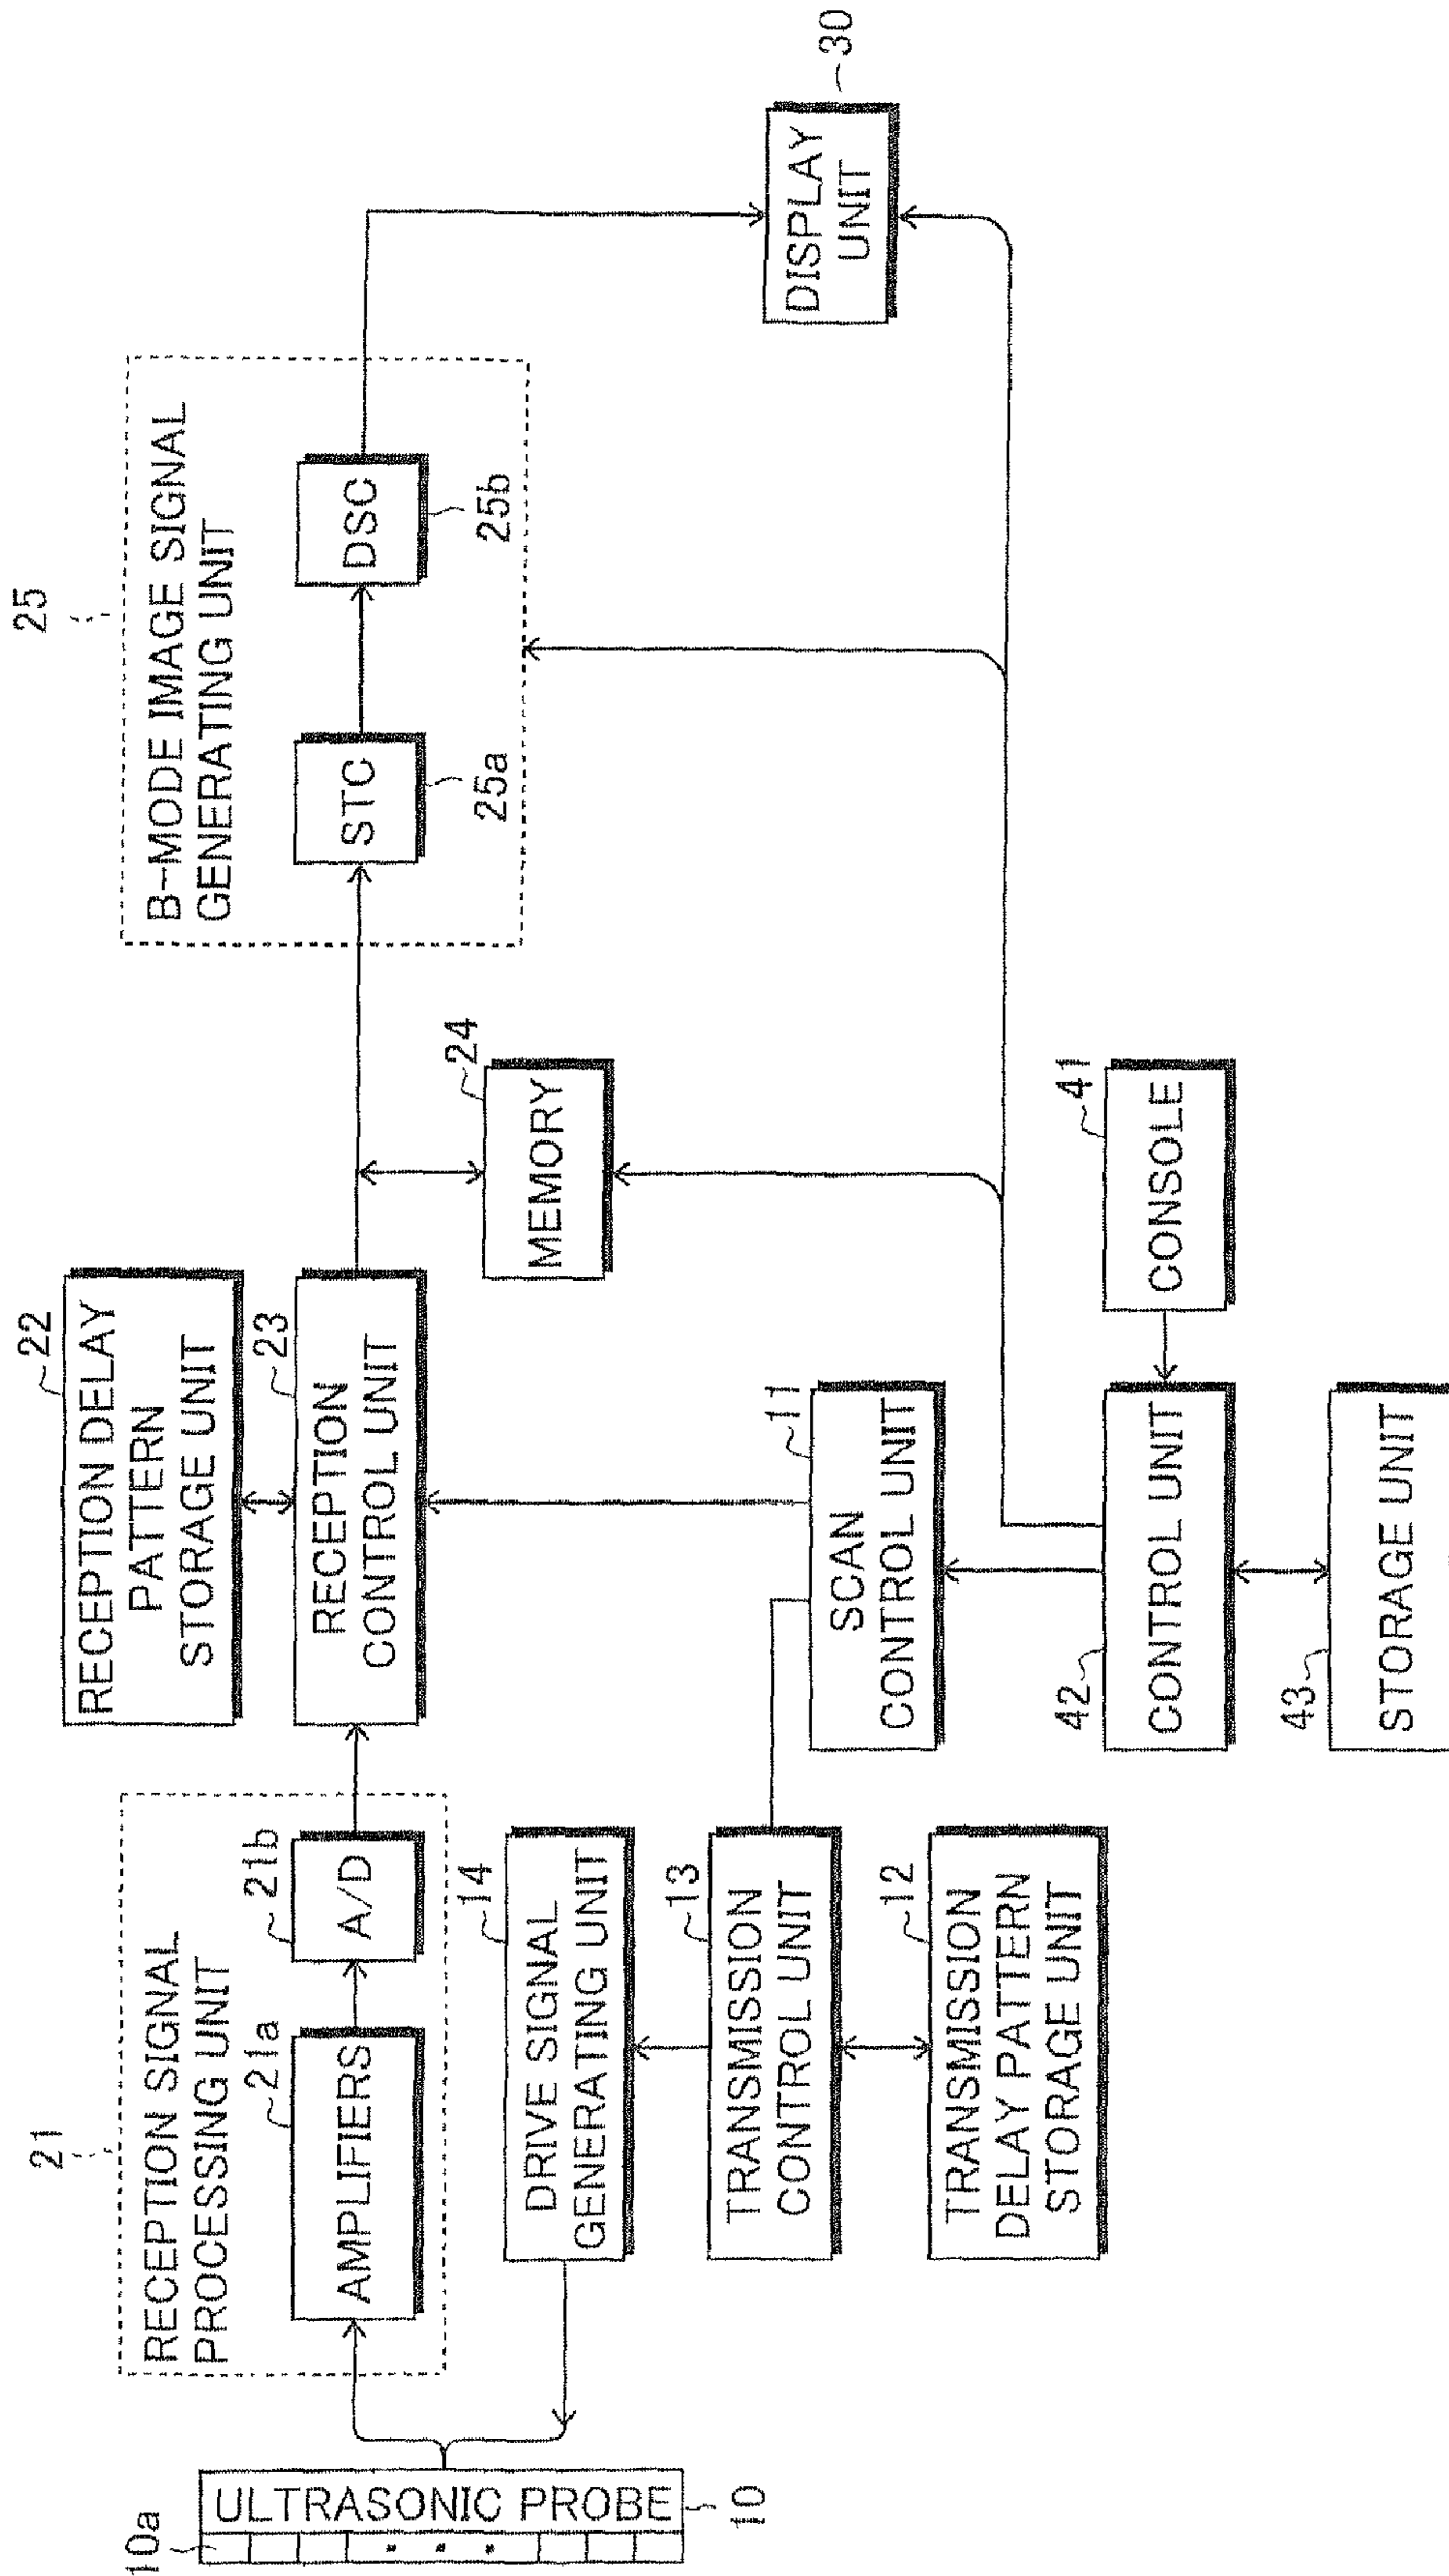 21
RECEPTION SIGNAL
PROCESSING UNIT
21a
AMPLIFIERS
21b
A/D
22
RECEPTION DELAY
PATTERN
STORAGE UNIT
23
RECEPTION
CONTROL UNIT
24
MEMORY
25
B-MODE IMAGE SIGNAL
GENERATING UNIT
STC
25a
DSC
25b
DISPLAY
UNIT
30
10a
ULTRASONIC PROBE
10
14
DRIVE SIGNAL
GENERATING UNIT
13
TRANSMISSION
CONTROL UNIT
12
TRANSMISSION
DELAY PATTERN
STORAGE UNIT
11
SCAN
CONTROL UNIT
41
CONSOLE
42
CONTROL UNIT
43
STORAGE UNIT